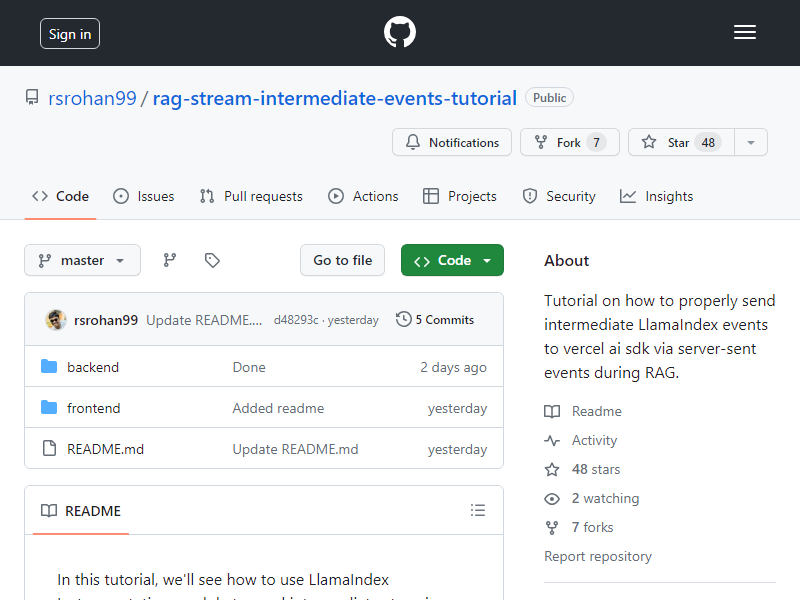 Sign in
rsrohan99 / rag-stream-intermediate-events-tutorial Public
Notifications Fork 7 Star 48
Code Issues Pull requests Actions Projects Security Insights
master Go to file Code
rsrohan99 Update README.... d48293c · yesterday 5 Commits
backend Done 2 days ago
frontend Added readme yesterday
README.md Update README.md yesterday
README
In this tutorial, we'll see how to use LlamaIndex
About
Tutorial on how to properly send
intermediate LlamaIndex events
to vercel ai sdk via server-sent
events during RAG.
Readme
Activity
48 stars
2 watching
7 forks
Report repository